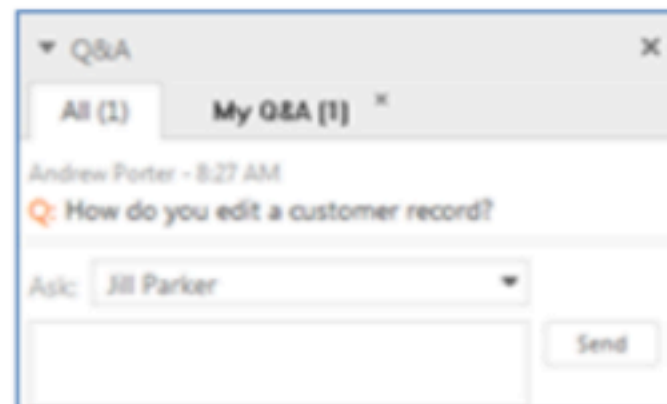 Q&A
All (1) My Q&A (1)
Andrew Porter - 8:27 AM
Q: How do you edit a customer record?
Ask: Jill Parker
Send